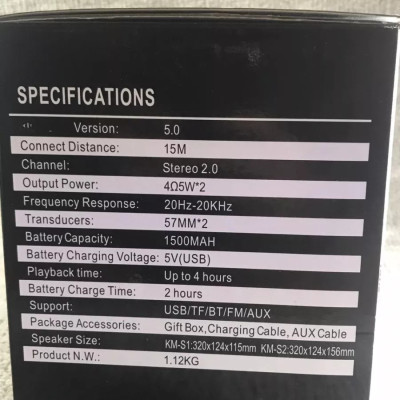 SPECIFICATIONS
Version: 5.0
Connect Distance: 15M
Channel: Stereo 2.0
Output Power: 4Ω5W*2
Frequency Response: 20Hz-20KHz
Transducers: 57MM*2
Battery Capacity: 1500MAH
Battery Charging Voltage: 5V(USB)
Playback time: Up to 4 hours
Battery Charge Time: 2 hours
Support: USB/TF/BT/FM/AUX
Package Accessories: Gift Box,Charging Cable, AUX Cable
Speaker Size: KM-S1:320x124x115mm KM-S2:320x124x156mm
Product N.W.: 1.12KG